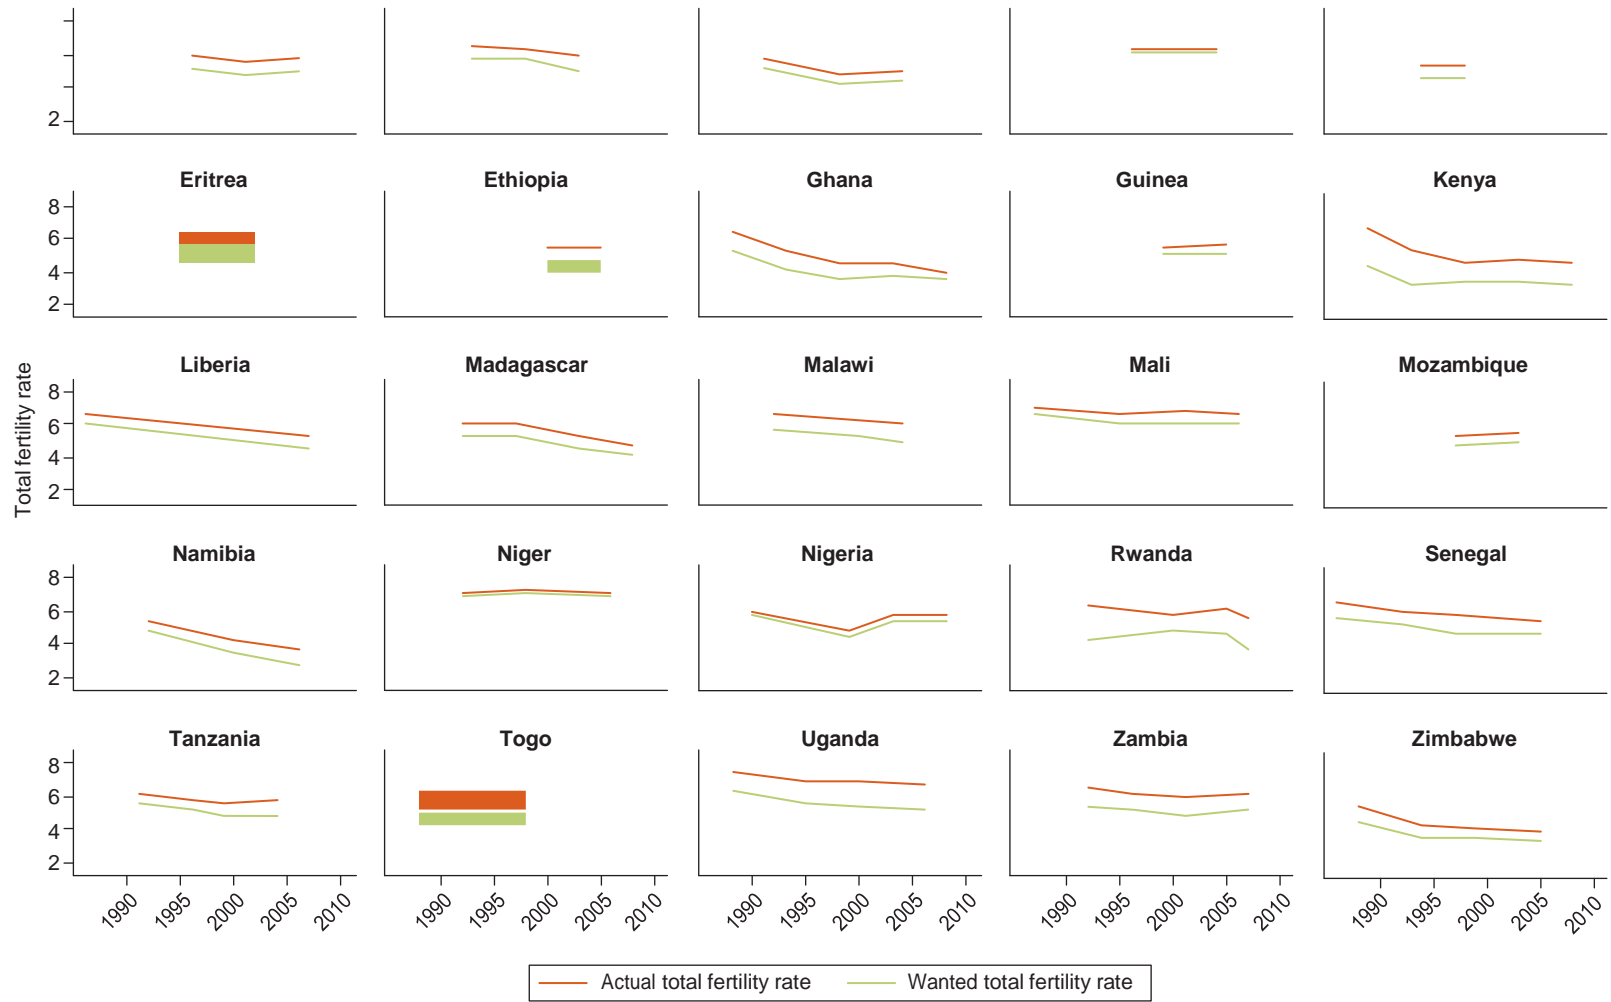 2
Eritrea Ethiopia Ghana Guinea Kenya
8
6
4
2
Liberia Madagascar Malawi Mali Mozambique
8
6
4
2
Total fertility rate
Namibia Niger Nigeria Rwanda Senegal
8
6
4
2
Tanzania Togo Uganda Zambia Zimbabwe
8
6
4
2
1990 1995 2000 2005 2010 1990 1995 2000 2005 2010 1990 1995 2000 2005 2010 1990 1995 2000 2005 2010 1990 1995 2000 2005 2010
Actual total fertility rate Wanted total fertility rate